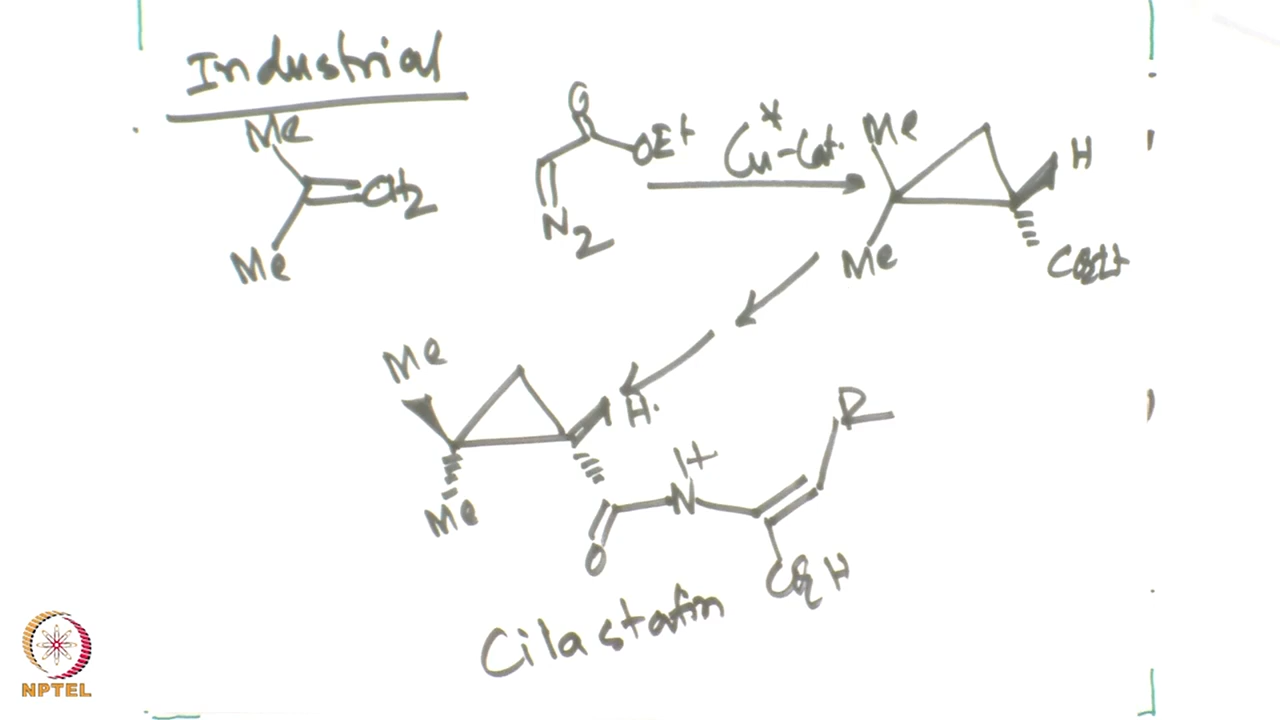 Industrial
Me
CH2
Me
O
OEt
N2
Cu*-Cat.
Me
Me
H
CO2Et
Me
Me
H.
O
N
H
R
CO2H
Cilastatin
NPTEL